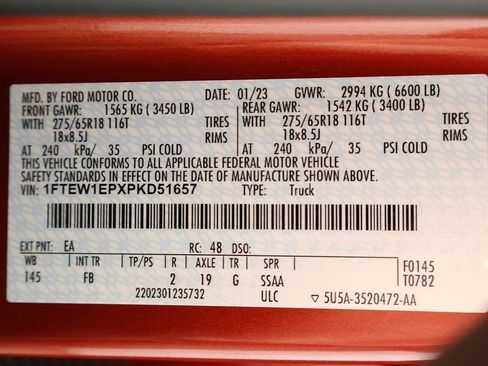 MFD. BY FORD MOTOR CO. DATE: 01/23 GVWR: 2994 KG (6600 LB)
FRONT GAWR: 1565 KG (3450 LB) REAR GAWR: 1542 KG (3400 LB)
WITH 275/65R18 116T TIRES WITH 275/65R18 116T TIRES
18x8.5J RIMS 18x8.5J RIMS
AT 240 kPa/ 35 PSI COLD AT 240 kPa/ 35 PSI COLD
THIS VEHICLE CONFORMS TO ALL APPLICABLE FEDERAL MOTOR VEHICLE
SAFETY STANDARDS IN EFFECT ON THE DATE OF MANUFACTURE SHOWN ABOVE.
VIN: 1FTEW1EPXPKD51657 TYPE: Truck
EXT PNT: EA RC: 48 DSO:
WB INT TR TP/PS R AXLE TR SPR F0145
145 FB 2 19 G SSAA T0782
2202301235732 ULC ▽ 5U5A-3520472-AA